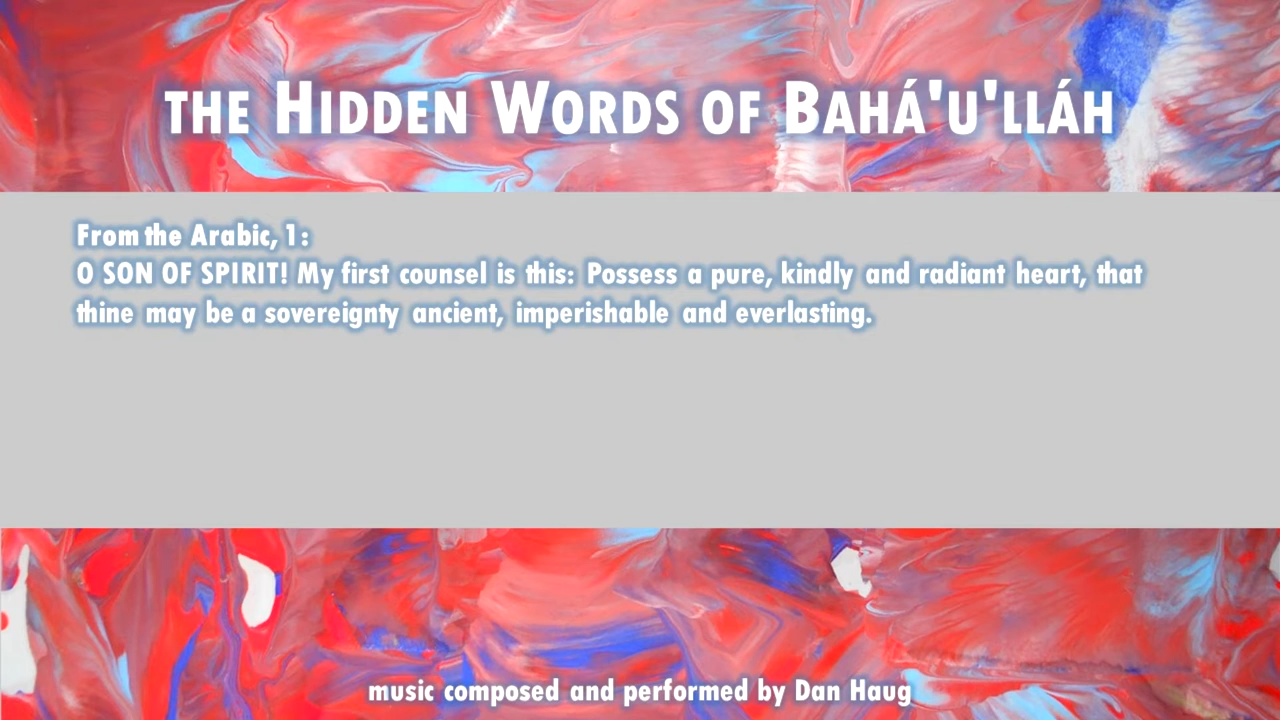 THE HIDDEN WORDS OF BAHÁ'U'LLÁH
From the Arabic, 1:
O SON OF SPIRIT! My first counsel is this: Possess a pure, kindly and radiant heart, that
thine may be a sovereignty ancient, imperishable and everlasting.
music composed and performed by Dan Haug